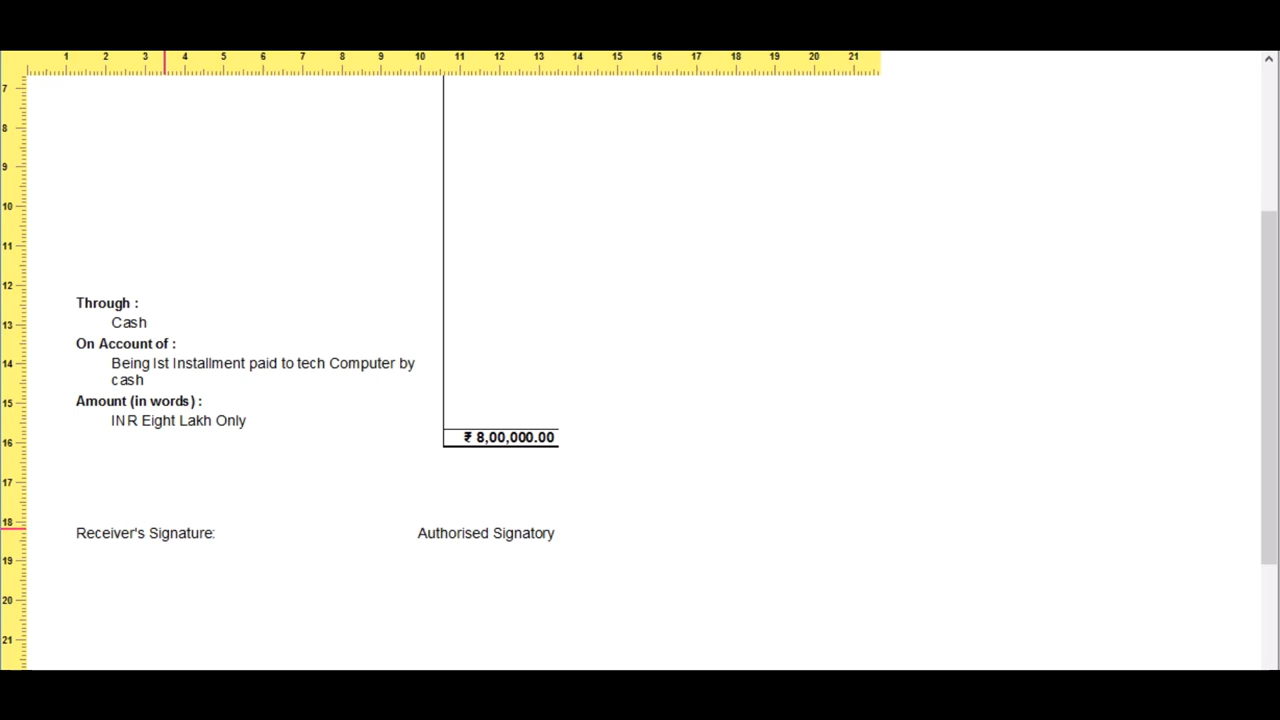 1 2 3 4 5 6 7 8 9 10 11 12 13 14 15 16 17 18 19 20 21
7
8
9
10
11
12
Through :
Cash
13
On Account of :
Being Ist Installment paid to tech Computer by
14
cash
Amount (in words) :
15
INR Eight Lakh Only
₹ 8,00,000.00
16
17
18
Receiver's Signature: Authorised Signatory
19
20
21